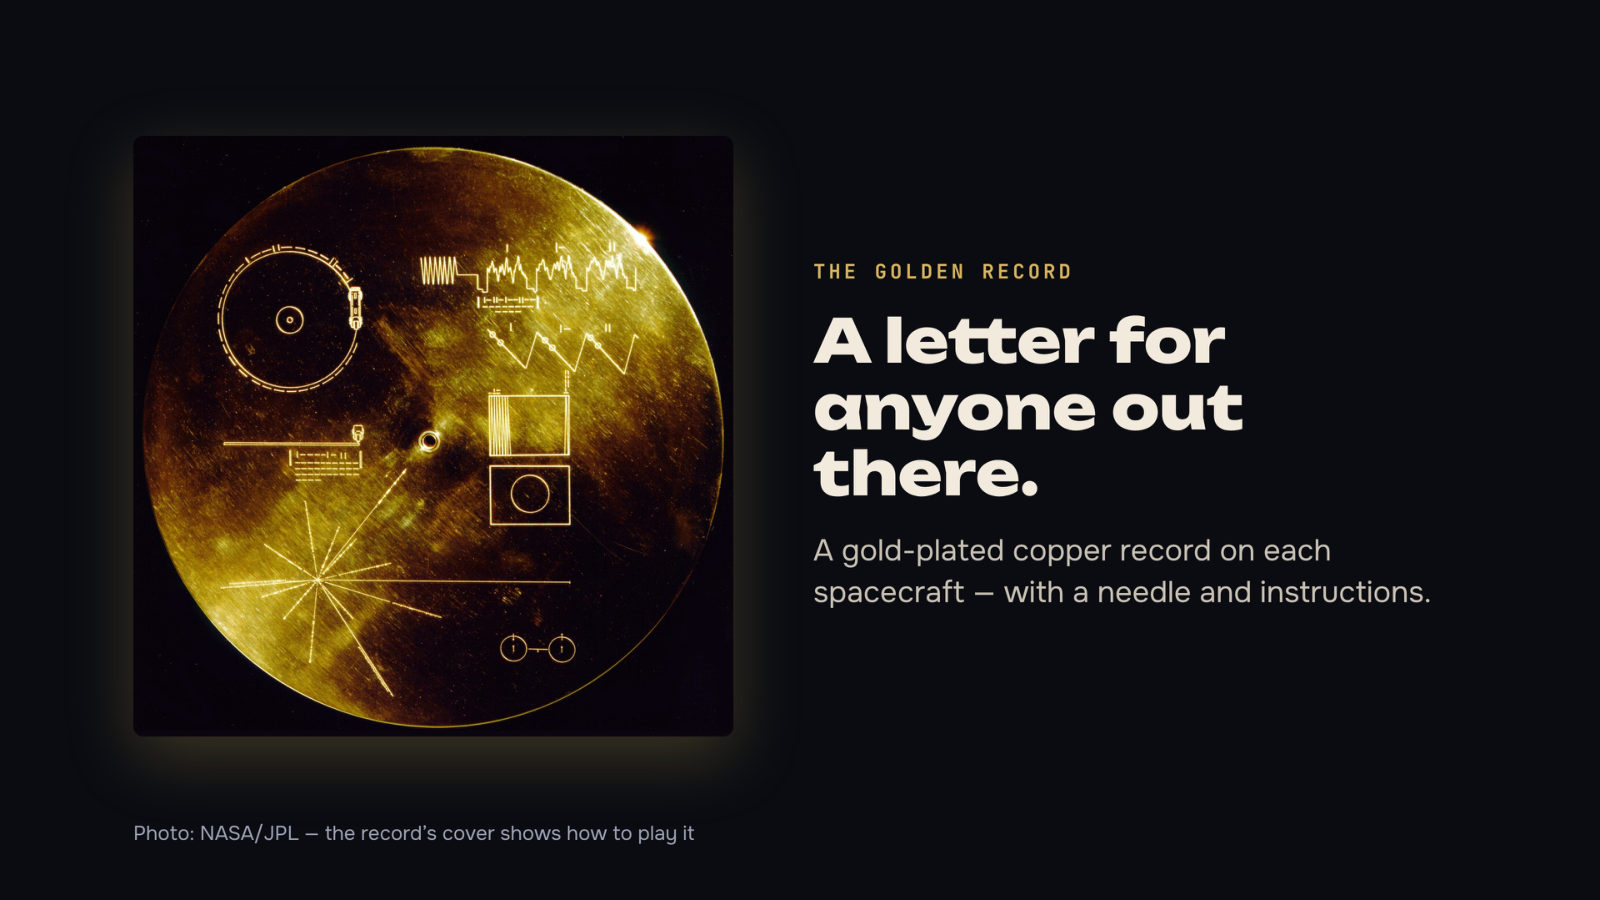 THE GOLDEN RECORD
A letter for
anyone out
there.
A gold-plated copper record on each
spacecraft — with a needle and instructions.
Photo: NASA/JPL — the record’s cover shows how to play it